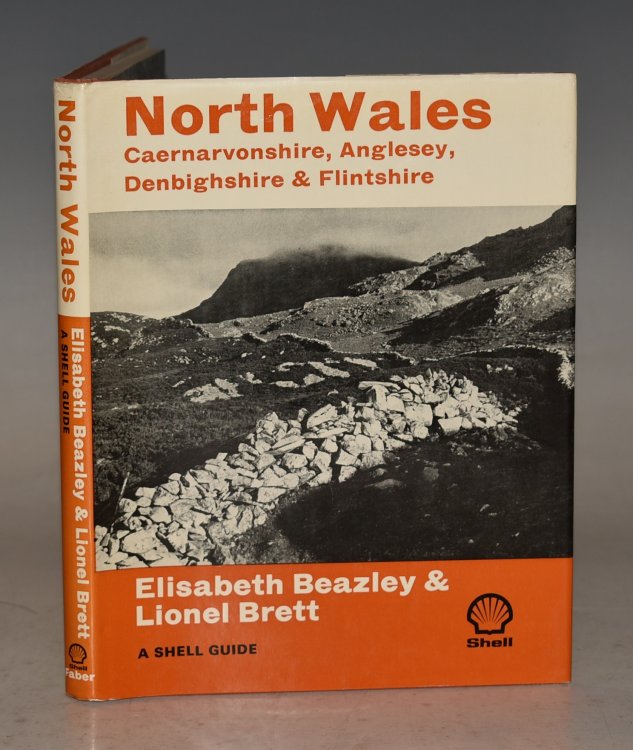 North Wales
Caernarvonshire, Anglesey,
Denbighshire & Flintshire
Elisabeth Beazley &
Lionel Brett
A SHELL GUIDE
Shell
North Wales
Elisabeth Beazley & Lionel Brett
A SHELL GUIDE
Shell
Faber